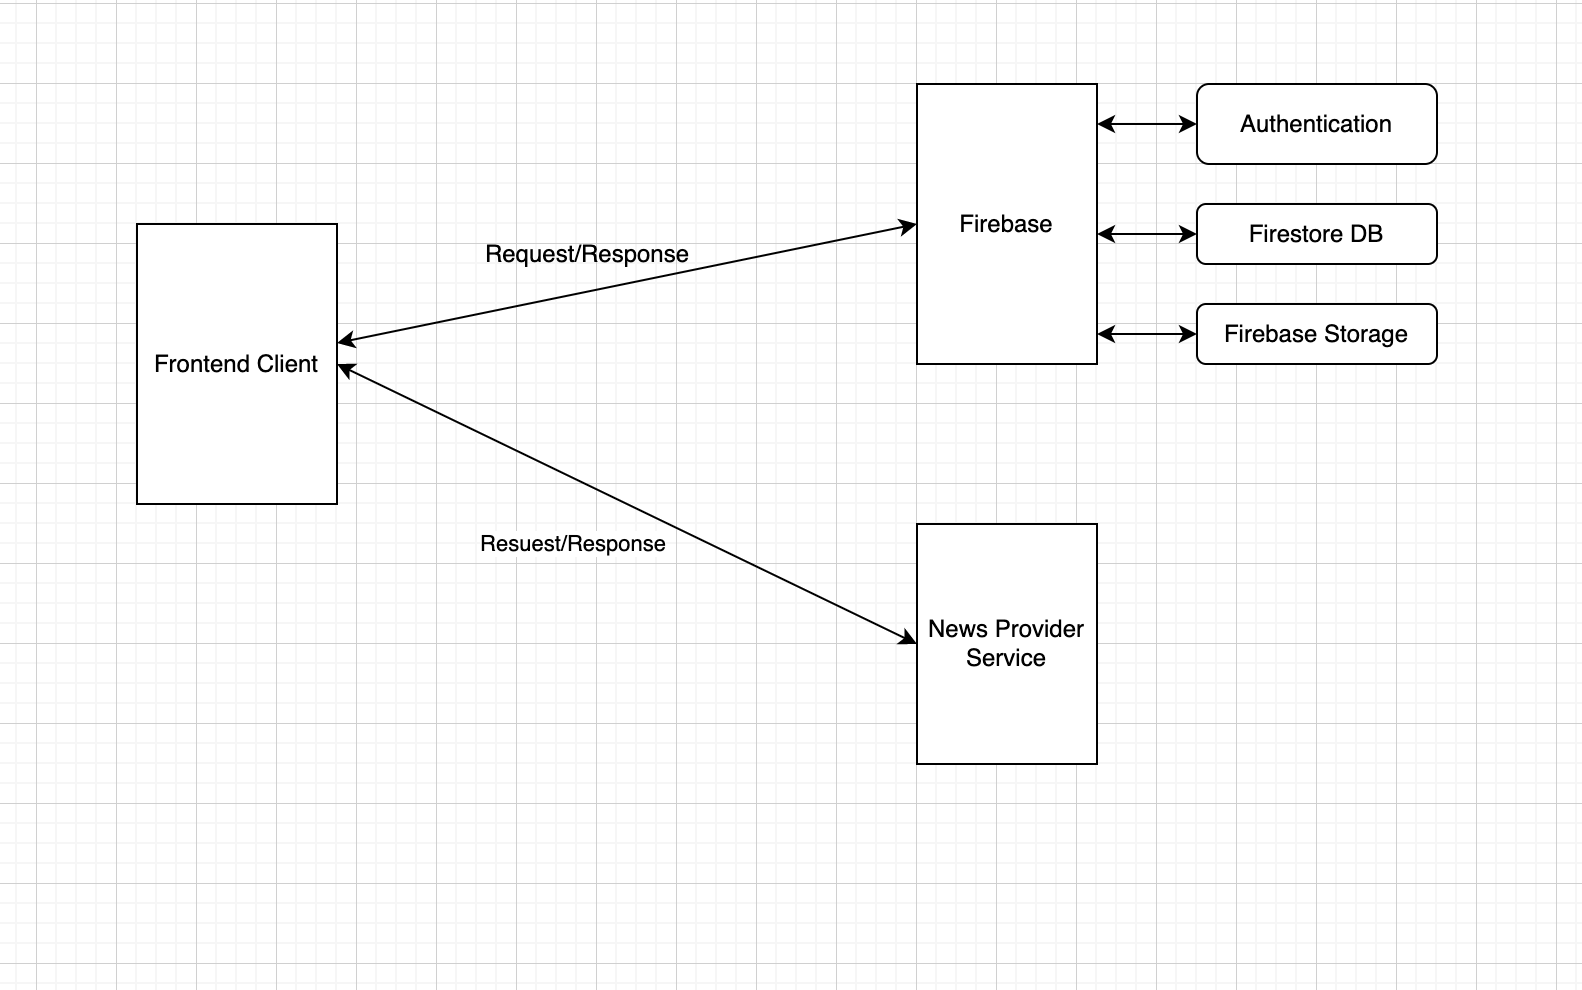 Authentication
Firebase
Firestore DB
Request/Response
Firebase Storage
Frontend Client
Resuest/Response
News Provider
Service